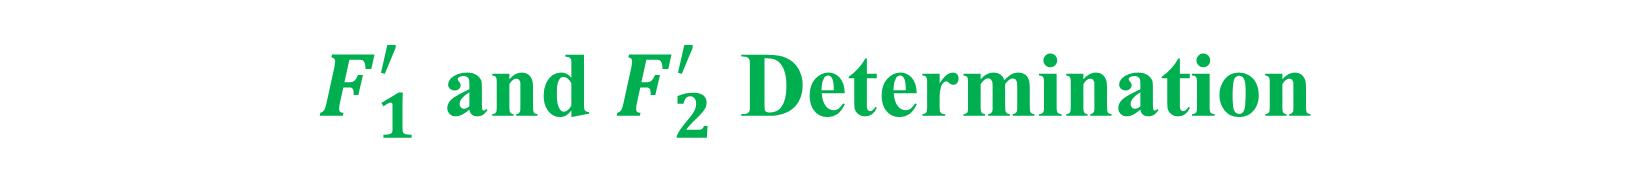 F′₁ and F′₂ Determination